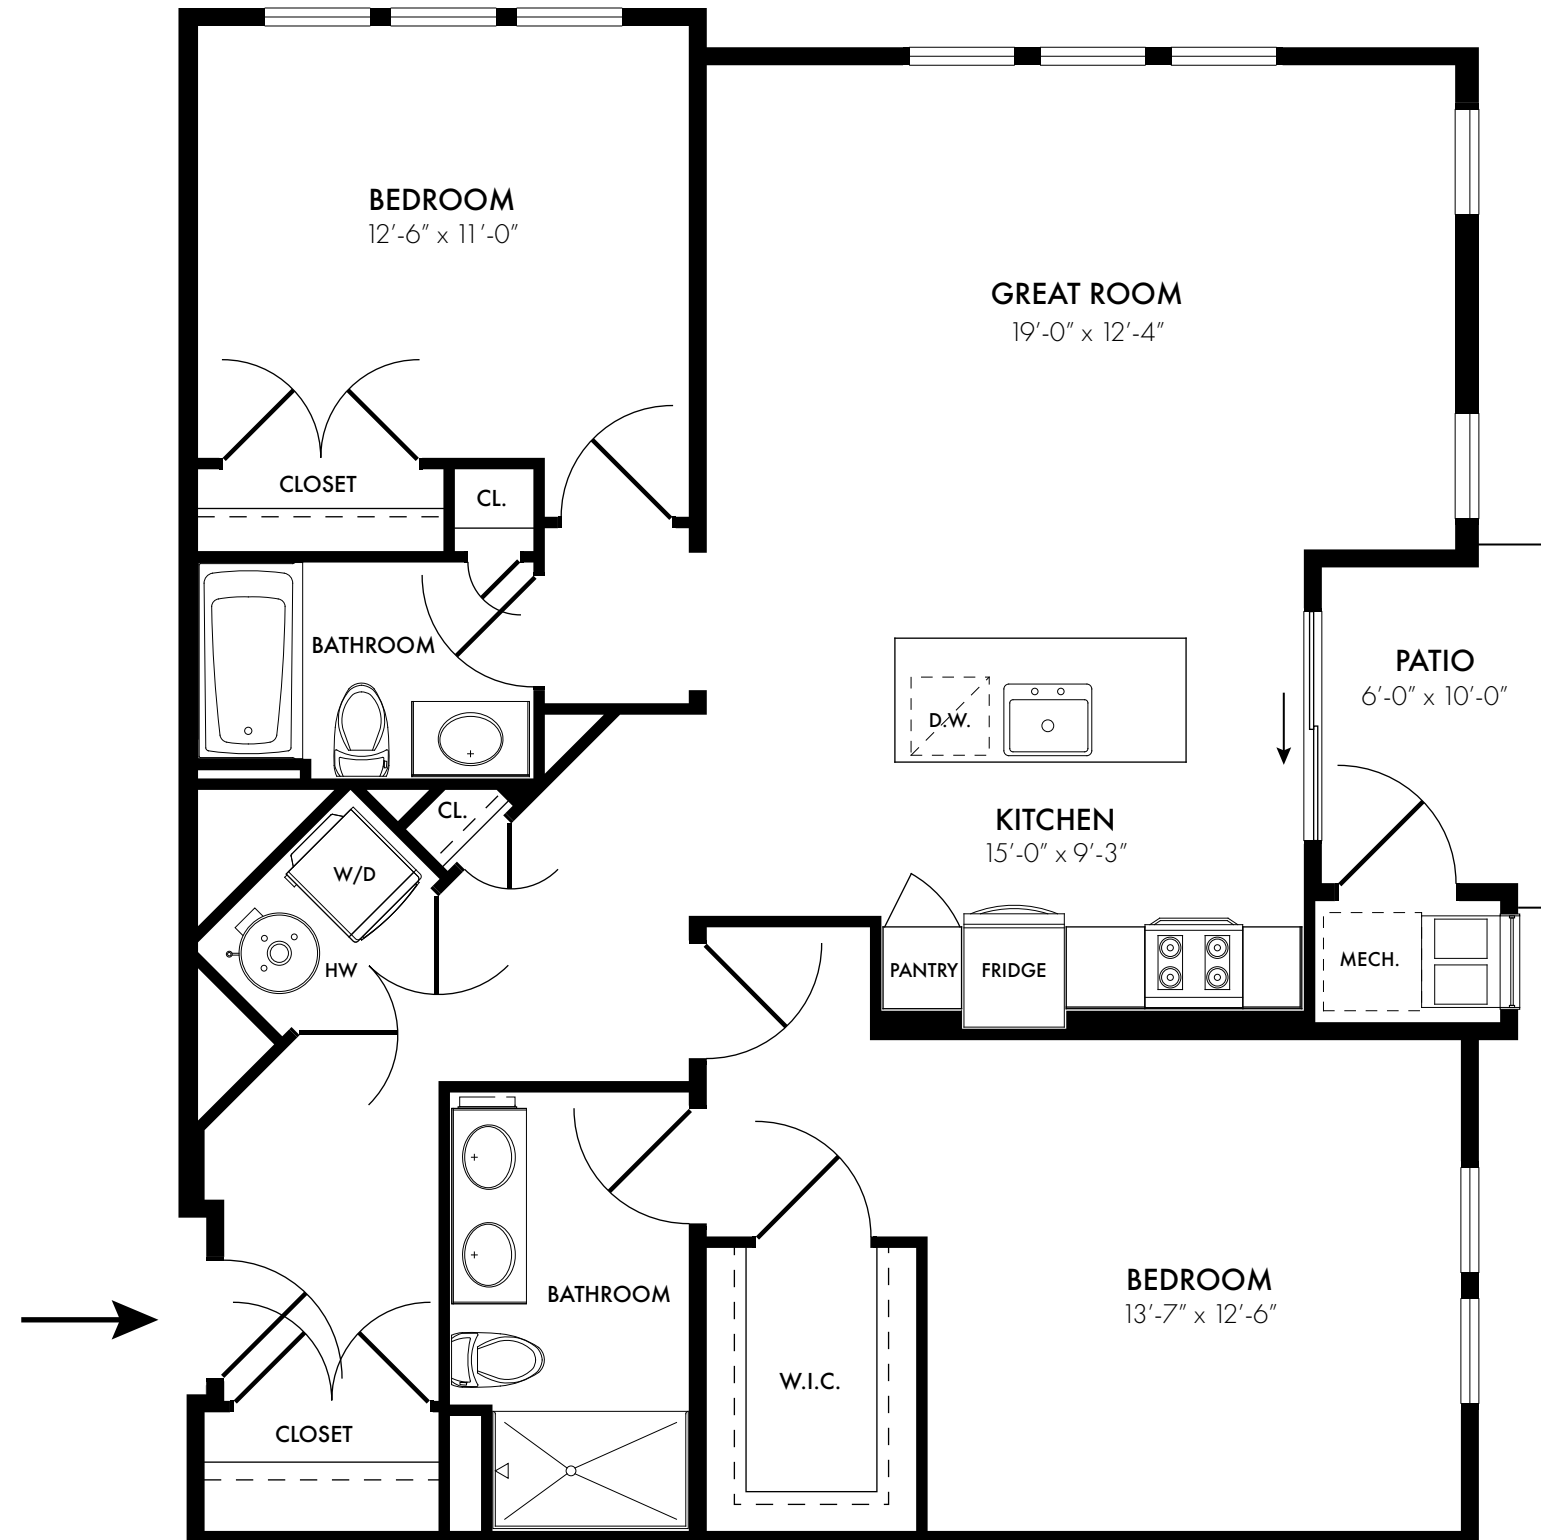 BEDROOM
12'-6" x 11'-0"
GREAT ROOM
19'-0" x 12'-4"
CLOSET
CL.
BATHROOM
PATIO
6'-0" x 10'-0"
D.W.
CL.
KITCHEN
15'-0" x 9'-3"
W/D
HW
PANTRY
FRIDGE
MECH.
BEDROOM
13'-7" x 12'-6"
BATHROOM
W.I.C.
CLOSET